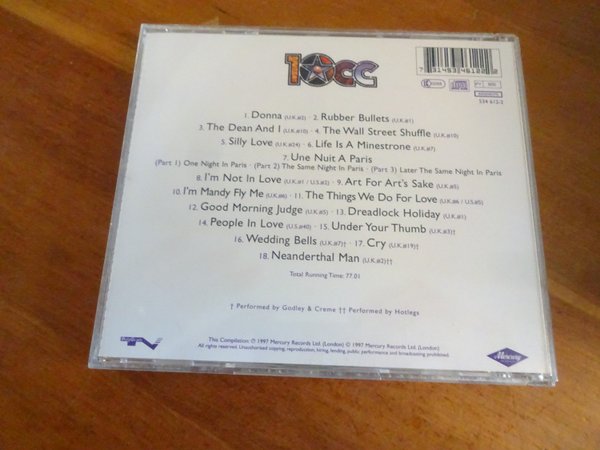 10CC
7 31453 46122 2
534 612-2
1. Donna (U.K.#2) · 2. Rubber Bullets (U.K.#1)
3. The Dean And I (U.K.#10) · 4. The Wall Street Shuffle (U.K.#10)
5. Silly Love (U.K.#24) · 6. Life Is A Minestrone (U.K.#7)
7. Une Nuit A Paris
(Part 1) One Night In Paris · (Part 2) The Same Night In Paris · (Part 3) Later The Same Night In Paris
8. I'm Not In Love (U.K.#1 / U.S.#2) · 9. Art For Art's Sake (U.K.#5)
10. I'm Mandy Fly Me (U.K.#6) · 11. The Things We Do For Love (U.K.#6 / U.S.#5)
12. Good Morning Judge (U.K.#5) · 13. Dreadlock Holiday (U.K.#1)
14. People In Love (U.S.#40) · 15. Under Your Thumb (U.K.#3)†
16. Wedding Bells (U.K.#7)† · 17. Cry (U.K.#19)†
18. Neanderthal Man (U.K.#2)††
Total Running Time: 77.01
† Performed by Godley & Creme †† Performed by Hotlegs
This Compilation ℗ 1997 Mercury Records Ltd. (London) © 1997 Mercury Records Ltd. (London)
All rights reserved. Unauthorised copying, reproduction, hiring, lending, public performance and broadcasting prohibited.
Mercury